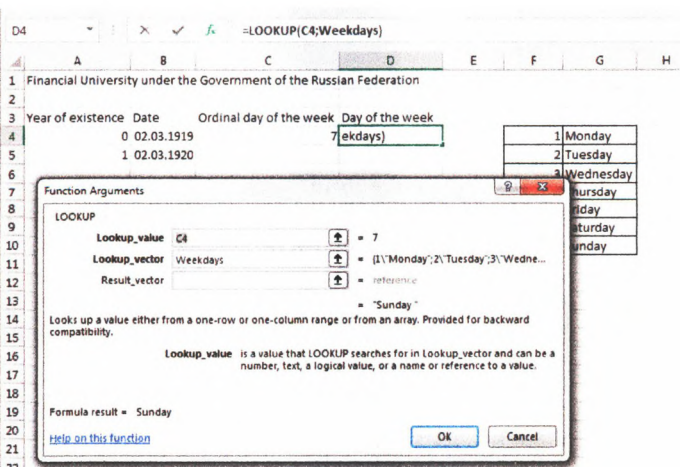 D4 fx =LOOKUP(C4;Weekdays)
A B C D E F G H
1 Financial University under the Government of the Russian Federation
2
3 Year of existence Date Ordinal day of the week Day of the week
4 0 02.03.1919 7 ekdays) 1 Monday
5 1 02.03.1920 2 Tuesday
6 3 Wednesday
7 hursday
8 riday
9 aturday
10 unday
11
12
13
14
15
16
17
18
19
20
21
Function Arguments
LOOKUP
Lookup_value C4 = 7
Lookup_vector Weekdays = {1\"Monday";2\"Tuesday";3\"Wedne...
Result_vector = reference
= "Sunday "
Looks up a value either from a one-row or one-column range or from an array. Provided for backward
compatibility.
Lookup_value is a value that LOOKUP searches for in Lookup_vector and can be a
number, text, a logical value, or a name or reference to a value.
Formula result = Sunday
Help on this function OK Cancel